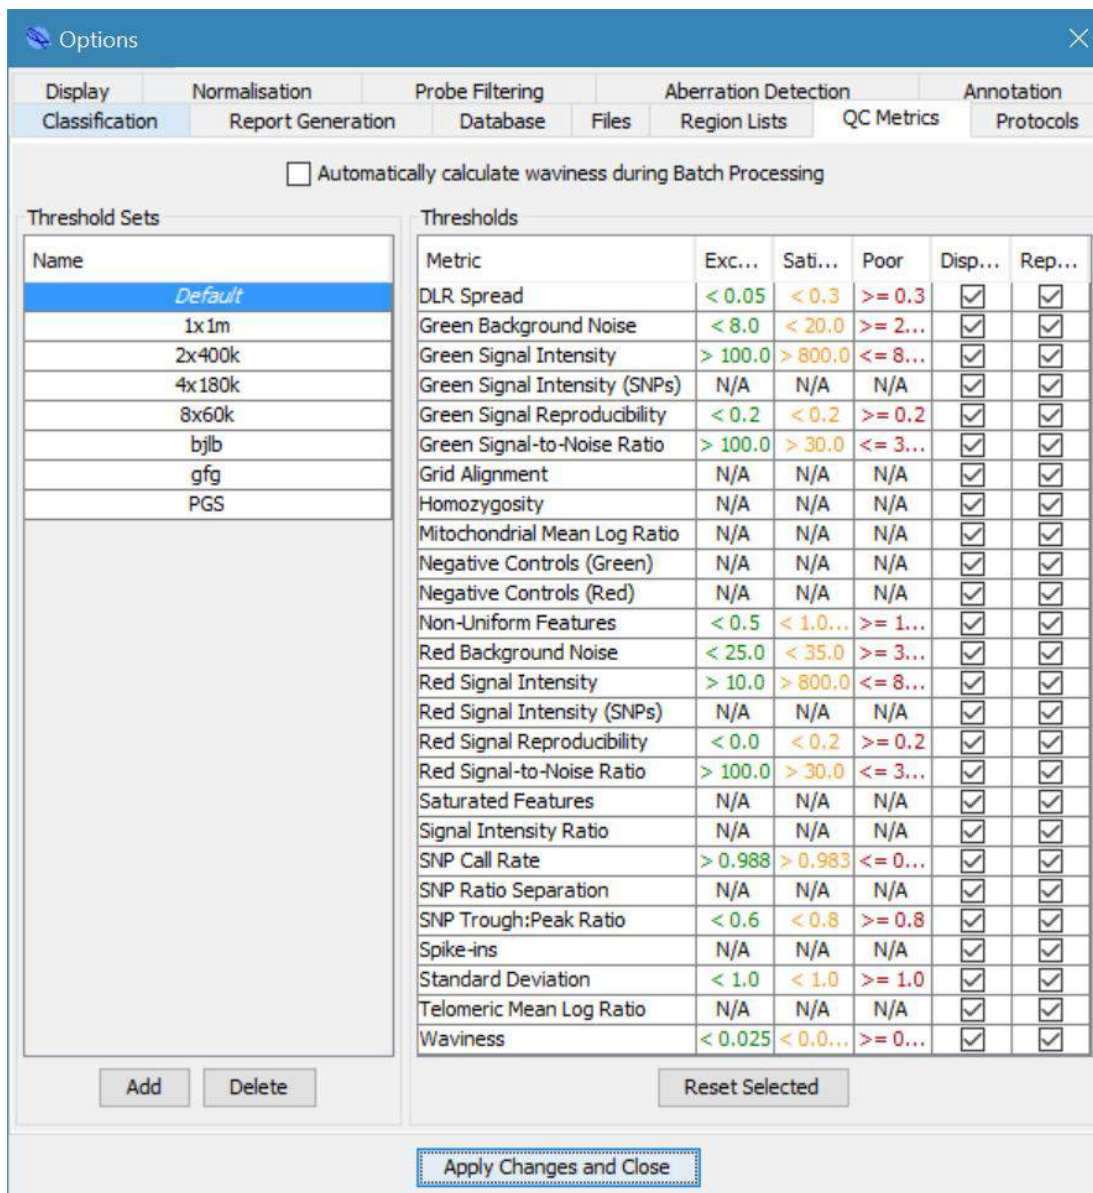 Options
Display Normalisation Probe Filtering Aberration Detection Annotation
Classification Report Generation Database Files Region Lists QC Metrics Protocols
Automatically calculate waviness during Batch Processing
Threshold Sets
Name
Default
1x1m
2x400k
4x180k
8x60k
bjlb
gfg
PGS
Add Delete
Thresholds
Metric Exc... Sati... Poor Disp... Rep...
DLR Spread < 0.05 < 0.3 >= 0.3
Green Background Noise < 8.0 < 20.0 >= 2...
Green Signal Intensity > 100.0 > 800.0 <= 8...
Green Signal Intensity (SNPs) N/A N/A N/A
Green Signal Reproducibility < 0.2 < 0.2 >= 0.2
Green Signal-to-Noise Ratio > 100.0 > 30.0 <= 3...
Grid Alignment N/A N/A N/A
Homozygosity N/A N/A N/A
Mitochondrial Mean Log Ratio N/A N/A N/A
Negative Controls (Green) N/A N/A N/A
Negative Controls (Red) N/A N/A N/A
Non-Uniform Features < 0.5 < 1.0... >= 1...
Red Background Noise < 25.0 < 35.0 >= 3...
Red Signal Intensity > 10.0 > 800.0 <= 8...
Red Signal Intensity (SNPs) N/A N/A N/A
Red Signal Reproducibility < 0.0 < 0.2 >= 0.2
Red Signal-to-Noise Ratio > 100.0 > 30.0 <= 3...
Saturated Features N/A N/A N/A
Signal Intensity Ratio N/A N/A N/A
SNP Call Rate > 0.988 > 0.983 <= 0...
SNP Ratio Separation N/A N/A N/A
SNP Trough:Peak Ratio < 0.6 < 0.8 >= 0.8
Spike-ins N/A N/A N/A
Standard Deviation < 1.0 < 1.0 >= 1.0
Telomeric Mean Log Ratio N/A N/A N/A
Waviness < 0.025 < 0.0... >= 0...
Reset Selected
Apply Changes and Close